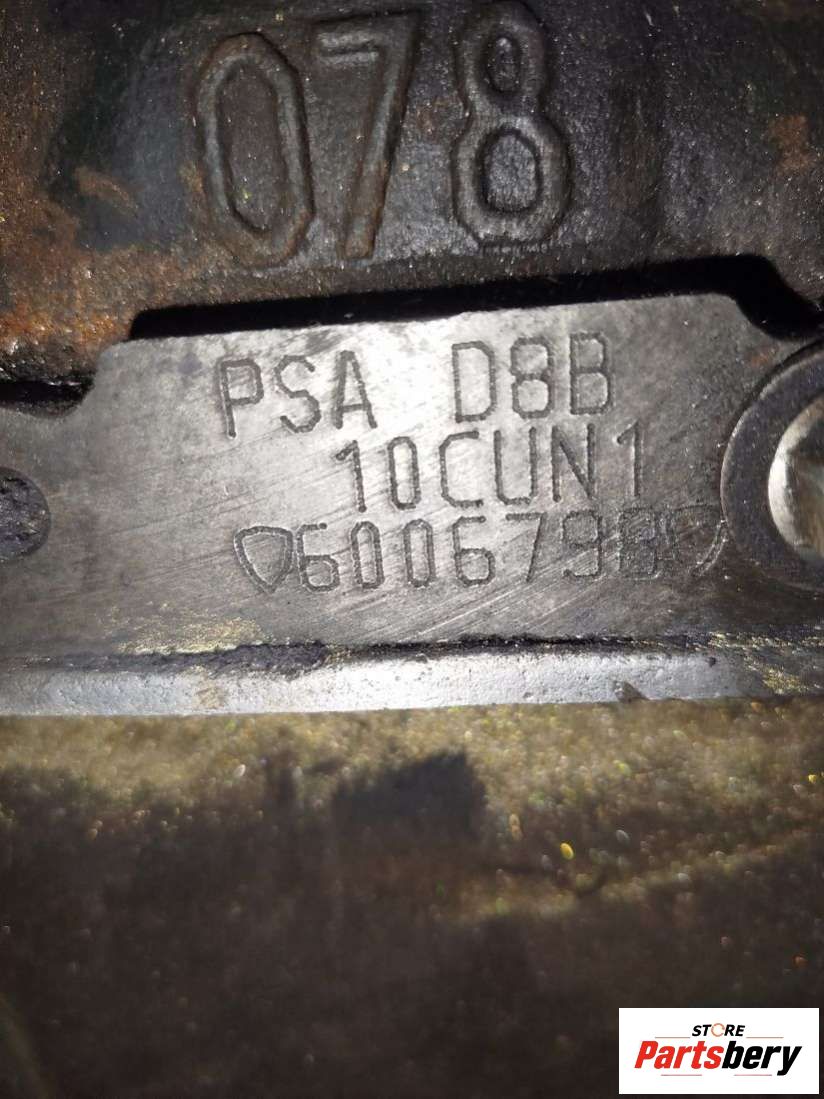 078
PSA D8B
10CUN1
6006798
STORE
Partsbery